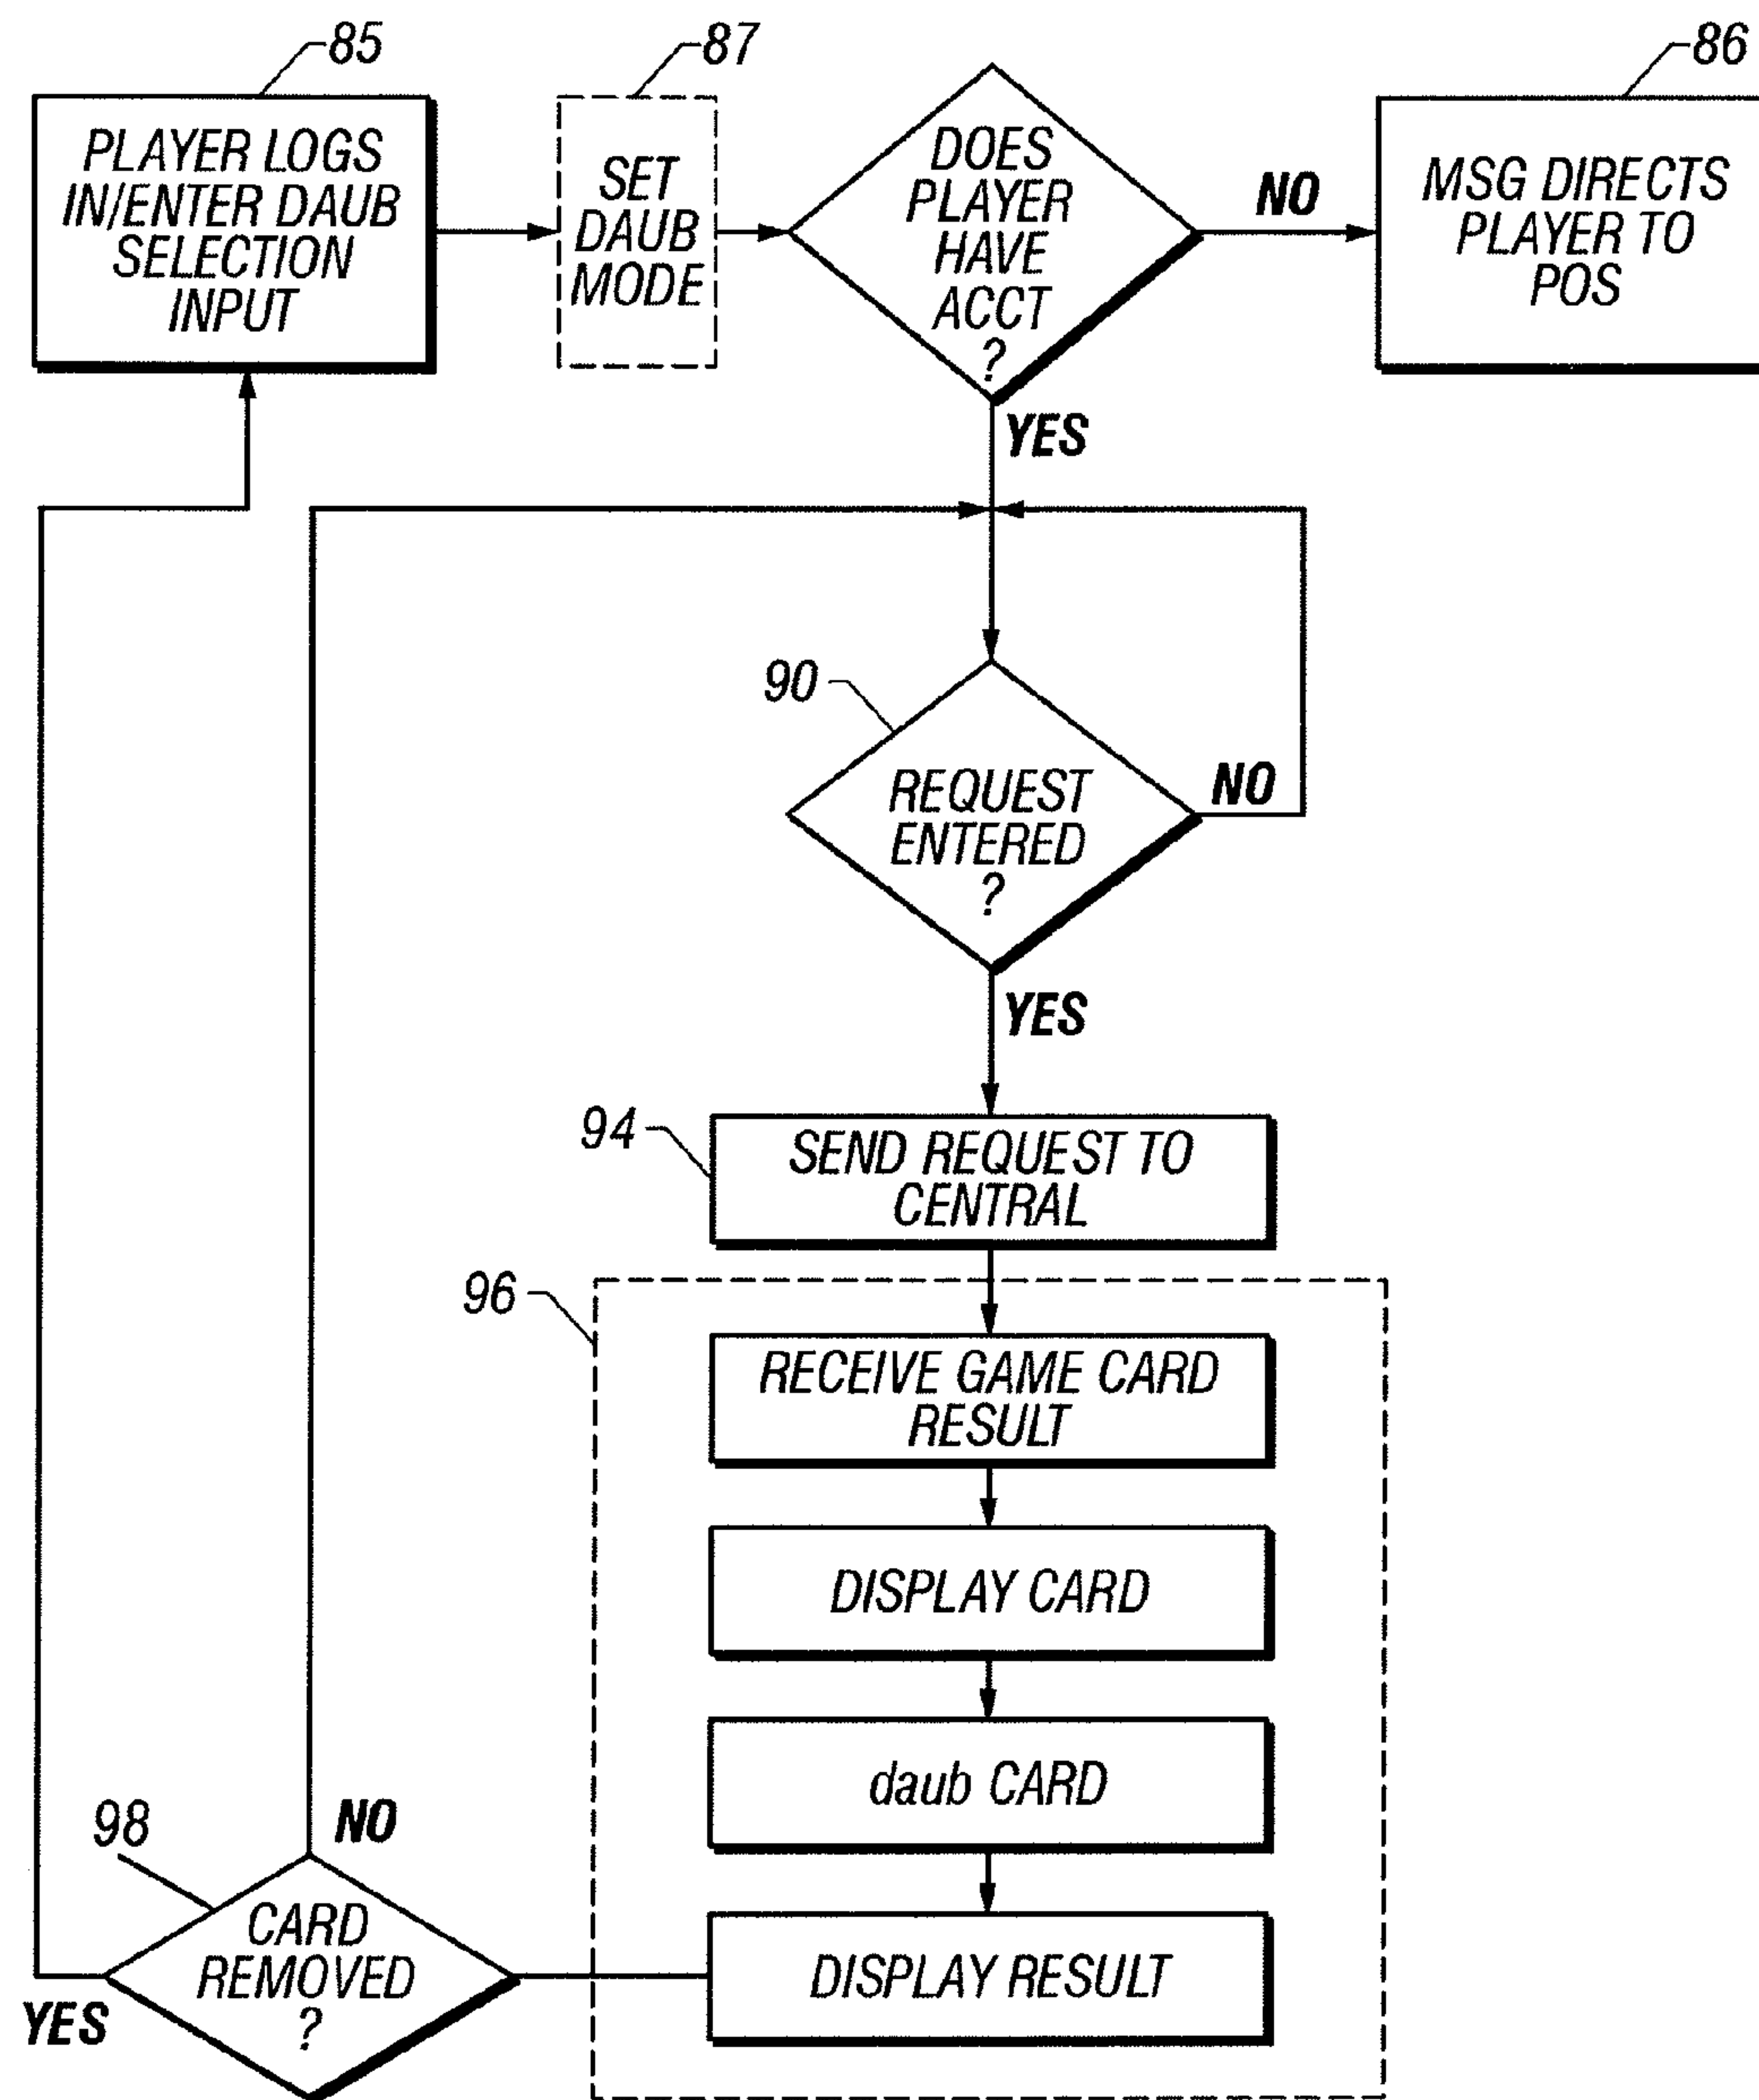 85
PLAYER LOGS
IN/ENTER DAUB
SELECTION
INPUT
87
SET
DAUB
MODE
DOES
PLAYER
HAVE
ACCT
?
NO
86
MSG DIRECTS
PLAYER TO
POS
YES
90
REQUEST
ENTERED
?
NO
YES
94
SEND REQUEST TO
CENTRAL
96
RECEIVE GAME CARD
RESULT
DISPLAY CARD
daub CARD
DISPLAY RESULT
98
NO
CARD
REMOVED
?
YES